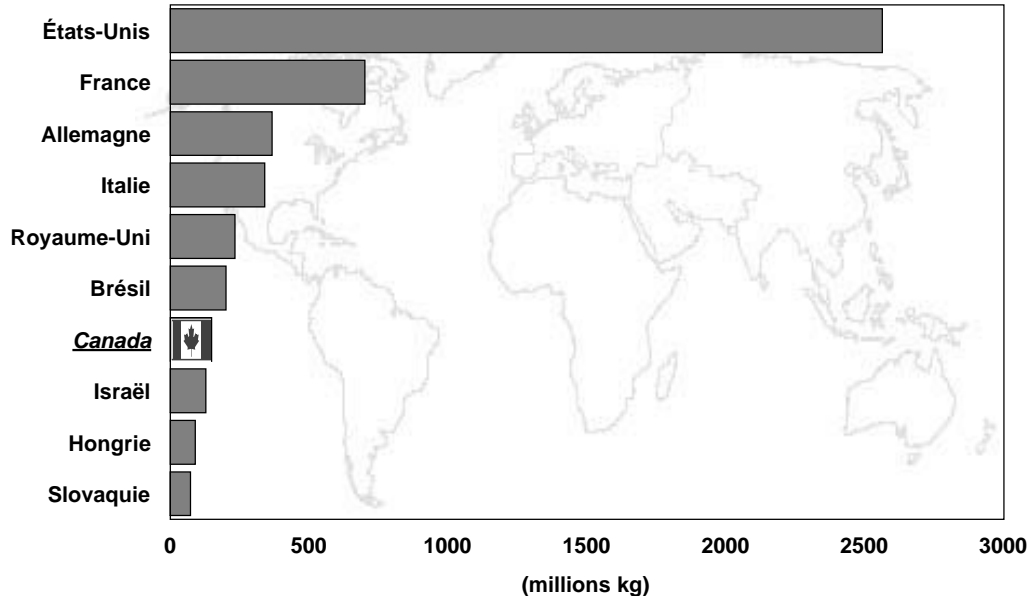 États-Unis
France
Allemagne
Italie
Royaume-Uni
Brésil
Canada
Israël
Hongrie
Slovaquie
0 500 1000 1500 2000 2500 3000
(millions kg)